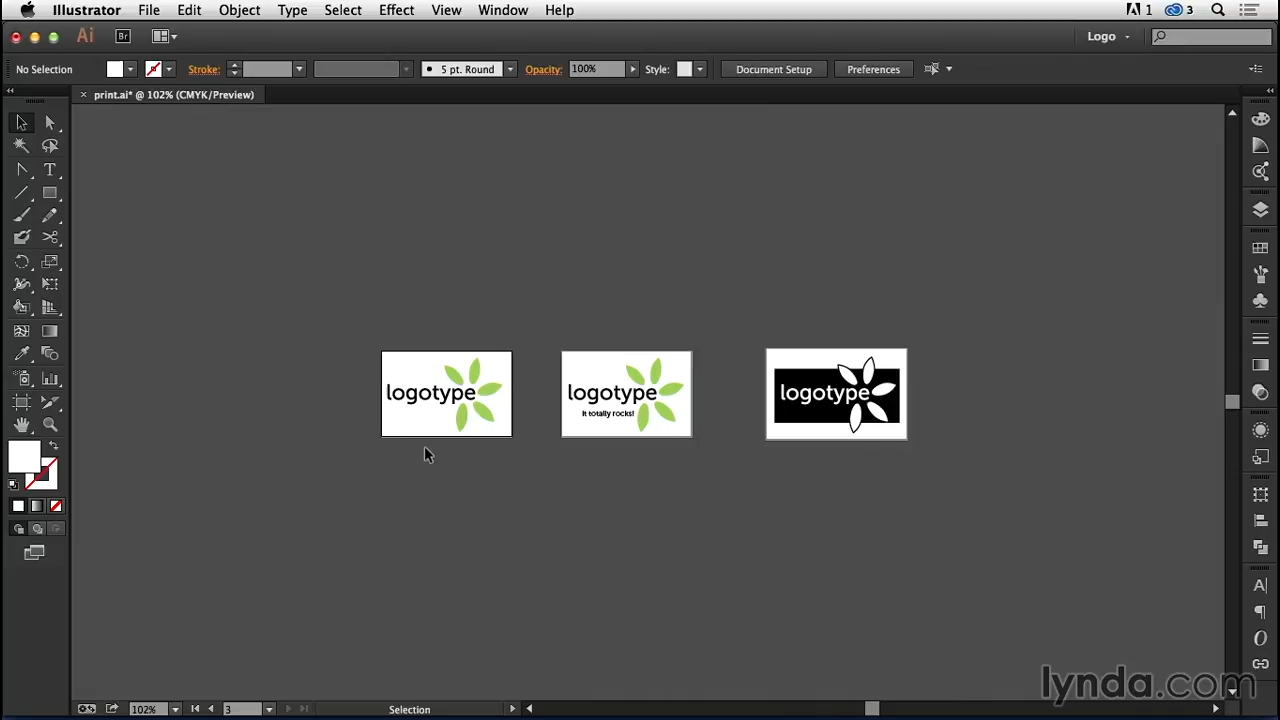 Illustrator File Edit Object Type Select Effect View Window Help 1 3
Ai Br Logo
No Selection Stroke: 5 pt. Round Opacity: 100% Style: Document Setup Preferences
× print.ai* @ 102% (CMYK/Preview)
logotype
logotype
It totally rocks!
logotype
lynda.com
102% 3 Selection